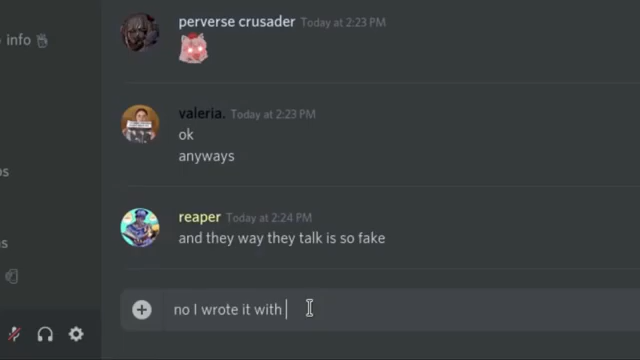 perverse crusader Today at 2:23 PM
info
valeria. Today at 2:23 PM
ok
anyways
reaper Today at 2:24 PM
and they way they talk is so fake
no I wrote it with